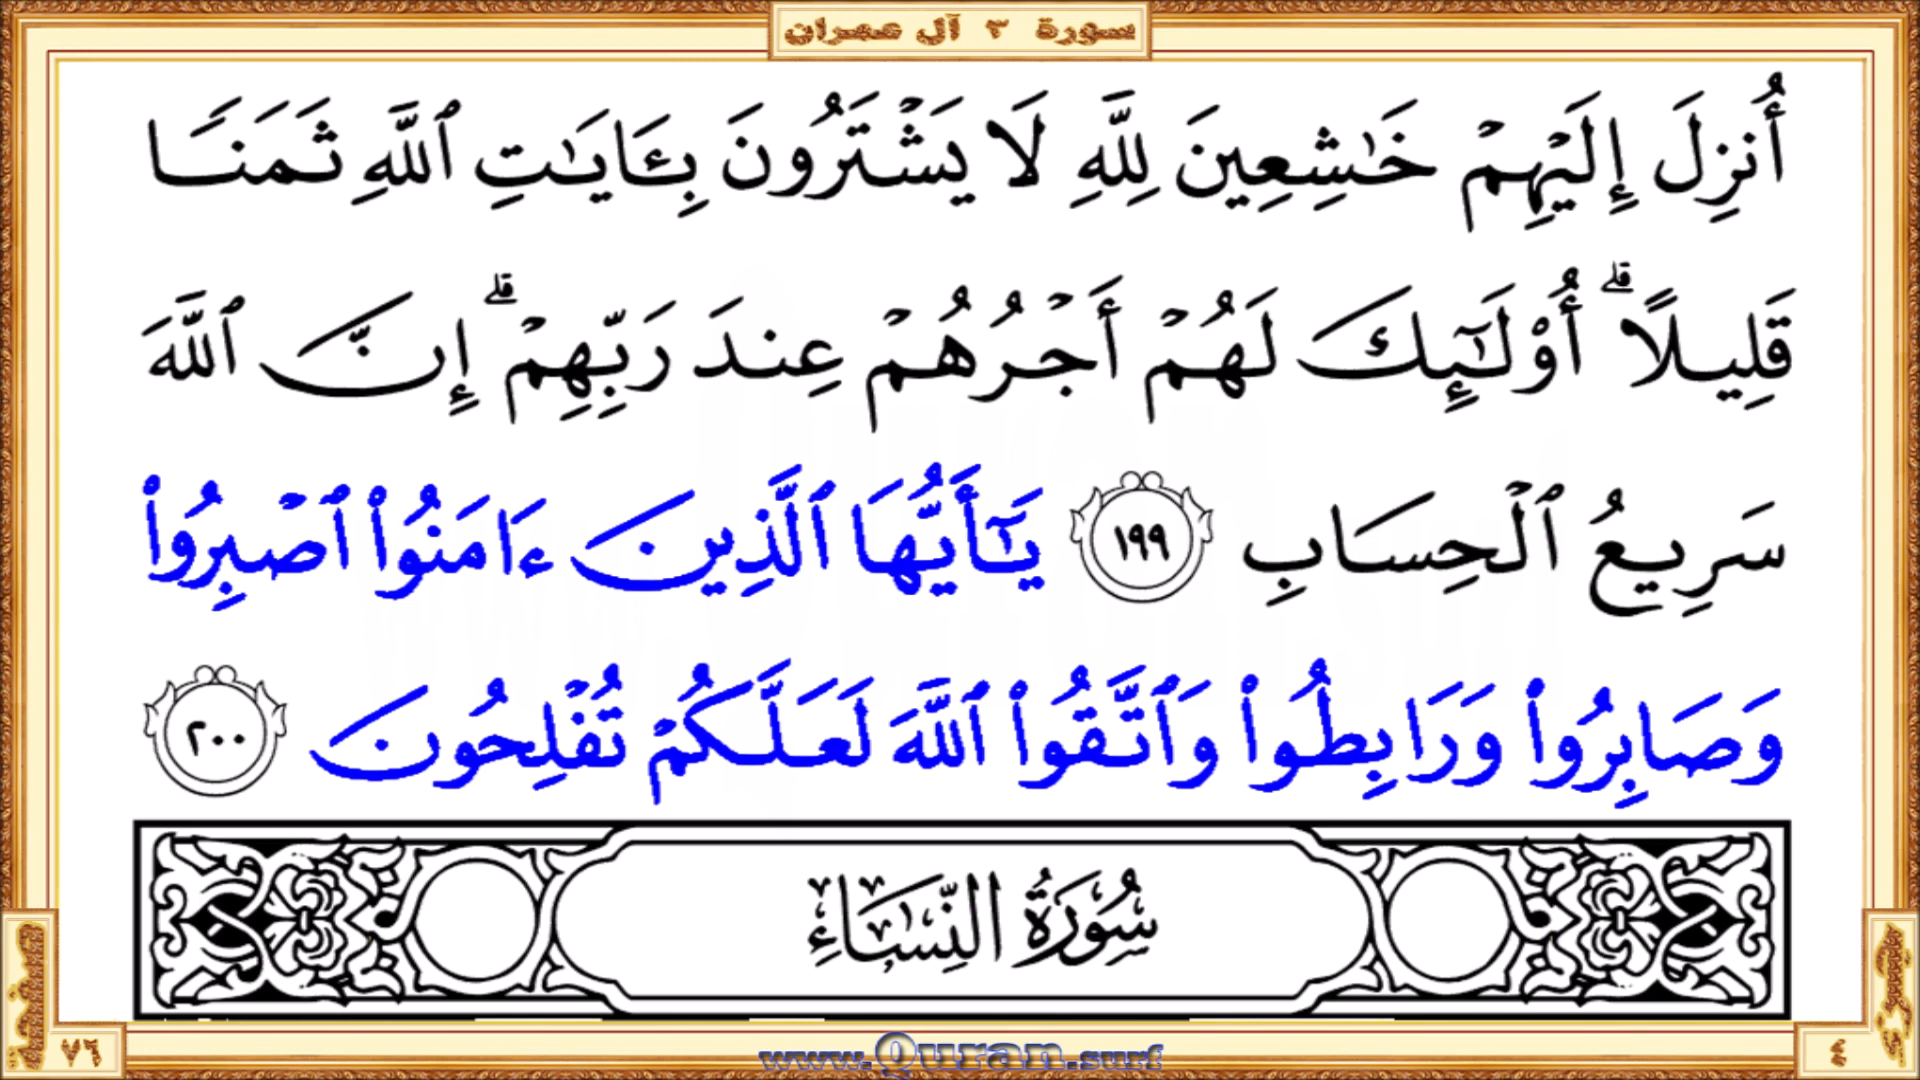 سورة ٣ آل عمران
أُنزِلَ إِلَيْهِمْ خَٰشِعِينَ لِلَّهِ لَا يَشْتَرُونَ بِـَٔايَٰتِ ٱللَّهِ ثَمَنًا
قَلِيلًا ۗ أُو۟لَٰٓئِكَ لَهُمْ أَجْرُهُمْ عِندَ رَبِّهِمْ ۗ إِنَّ ٱللَّهَ
سَرِيعُ ٱلْحِسَابِ ١٩٩ يَٰٓأَيُّهَا ٱلَّذِينَ ءَامَنُوا۟ ٱصْبِرُوا۟
وَصَابِرُوا۟ وَرَابِطُوا۟ وَٱتَّقُوا۟ ٱللَّهَ لَعَلَّكُمْ تُفْلِحُونَ ٢٠٠
سُورَةُ النِّسَاءِ
صفحة ٧٦
www.Quran.surf
٤